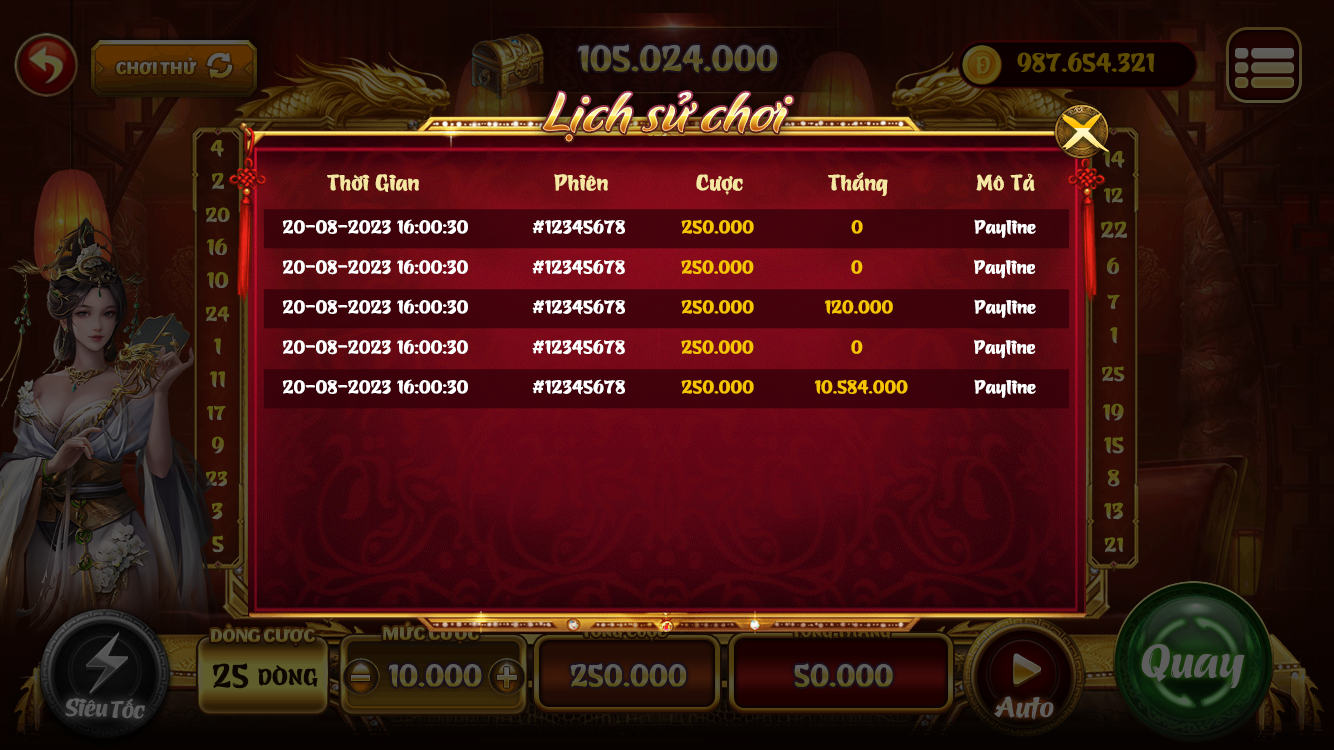 CHƠI THỬ
105.024.000
987.654.321
Lịch sử chơi
Thời Gian Phiên Cược Thắng Mô Tả
20-08-2023 16:00:30 #12345678 250.000 0 Payline
20-08-2023 16:00:30 #12345678 250.000 0 Payline
20-08-2023 16:00:30 #12345678 250.000 120.000 Payline
20-08-2023 16:00:30 #12345678 250.000 0 Payline
20-08-2023 16:00:30 #12345678 250.000 10.584.000 Payline
4
2
20
16
10
24
1
11
17
9
23
3
5
14
12
22
6
7
1
25
19
15
8
13
21
Siêu Tốc
DÒNG CƯỢC
25 DÒNG
MỨC CƯỢC
10.000
250.000
50.000
Auto
Quay